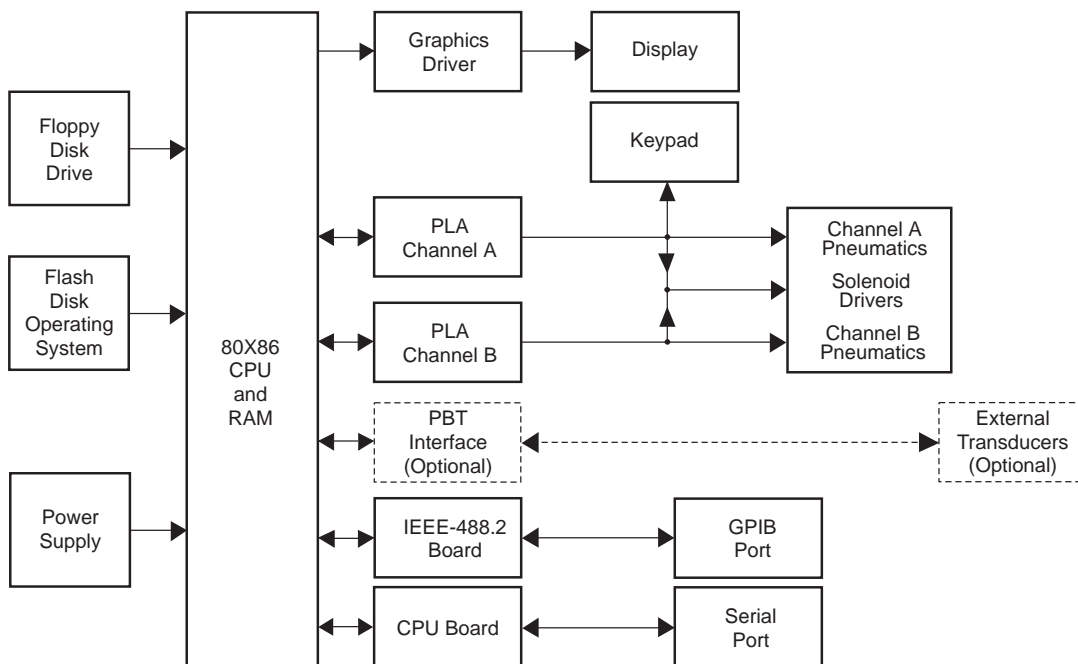 Graphics
Driver
Display
Floppy
Disk
Drive
Keypad
PLA
Channel A
Channel A
Pneumatics
Solenoid
Drivers
Channel B
Pneumatics
Flash
Disk
Operating
System
PLA
Channel B
80X86
CPU
and
RAM
PBT
Interface
(Optional)
External
Transducers
(Optional)
Power
Supply
IEEE-488.2
Board
GPIB
Port
CPU Board
Serial
Port